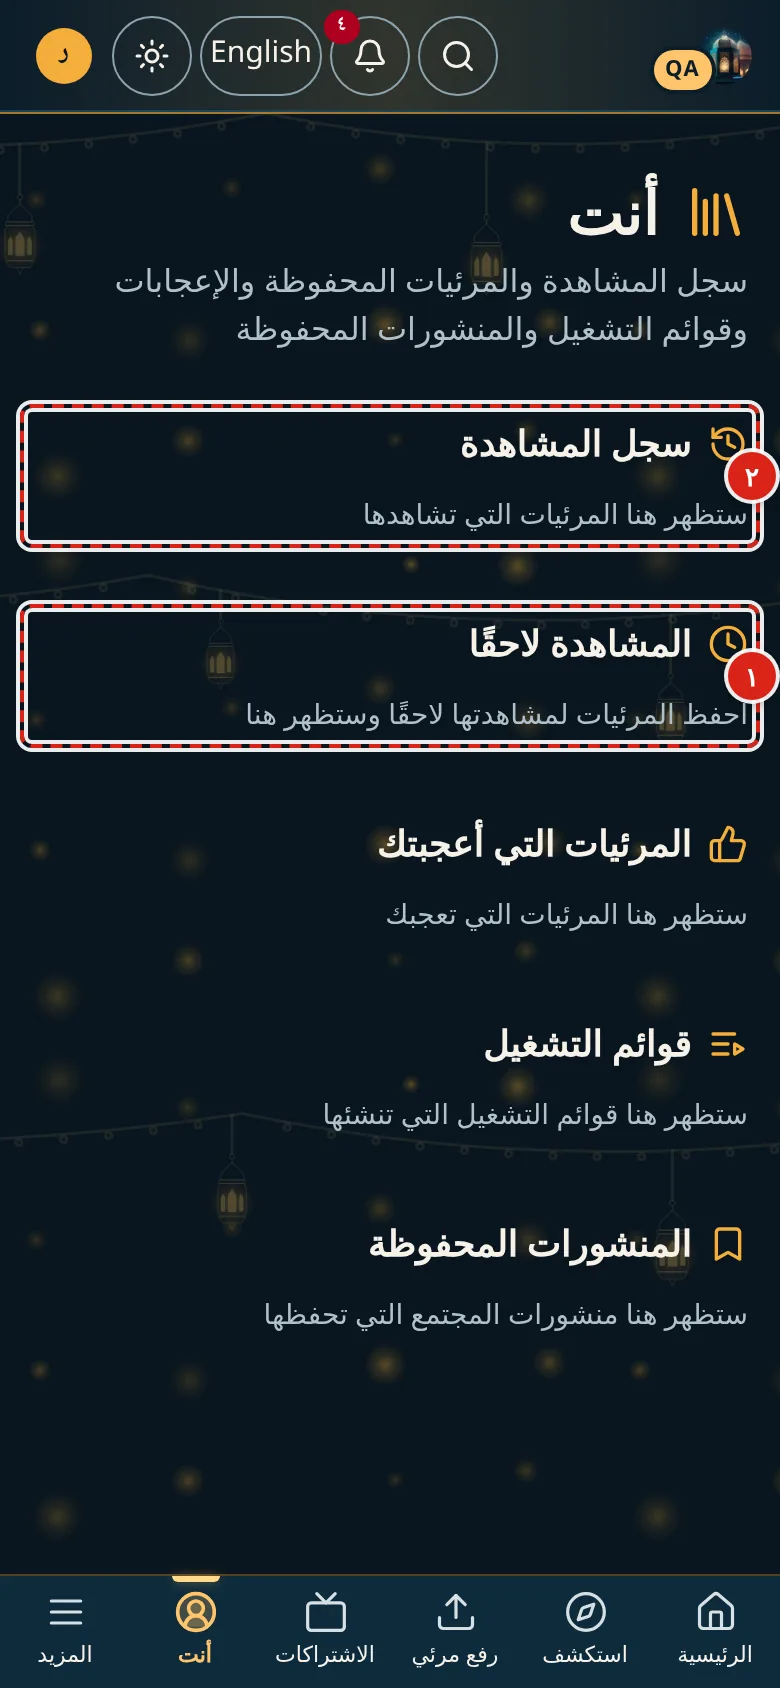 QA
٤
English
ر
أنت
سجل المشاهدة والمرئيات المحفوظة والإعجابات
وقوائم التشغيل والمنشورات المحفوظة
سجل المشاهدة
٢
ستظهر هنا المرئيات التي تشاهدها
المشاهدة لاحقًا
١
احفظ المرئيات لمشاهدتها لاحقًا وستظهر هنا
المرئيات التي أعجبتك
ستظهر هنا المرئيات التي تعجبك
قوائم التشغيل
ستظهر هنا قوائم التشغيل التي تنشئها
المنشورات المحفوظة
ستظهر هنا منشورات المجتمع التي تحفظها
الرئيسية
استكشف
رفع مرئي
الاشتراكات
أنت
المزيد